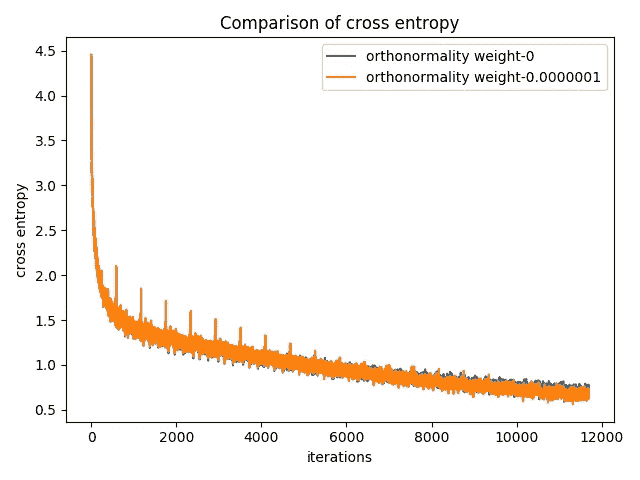 Comparison of cross entropy
orthonormality weight-0
orthonormality weight-0.0000001
cross entropy
4.5
4.0
3.5
3.0
2.5
2.0
1.5
1.0
0.5
0 2000 4000 6000 8000 10000 12000
iterations